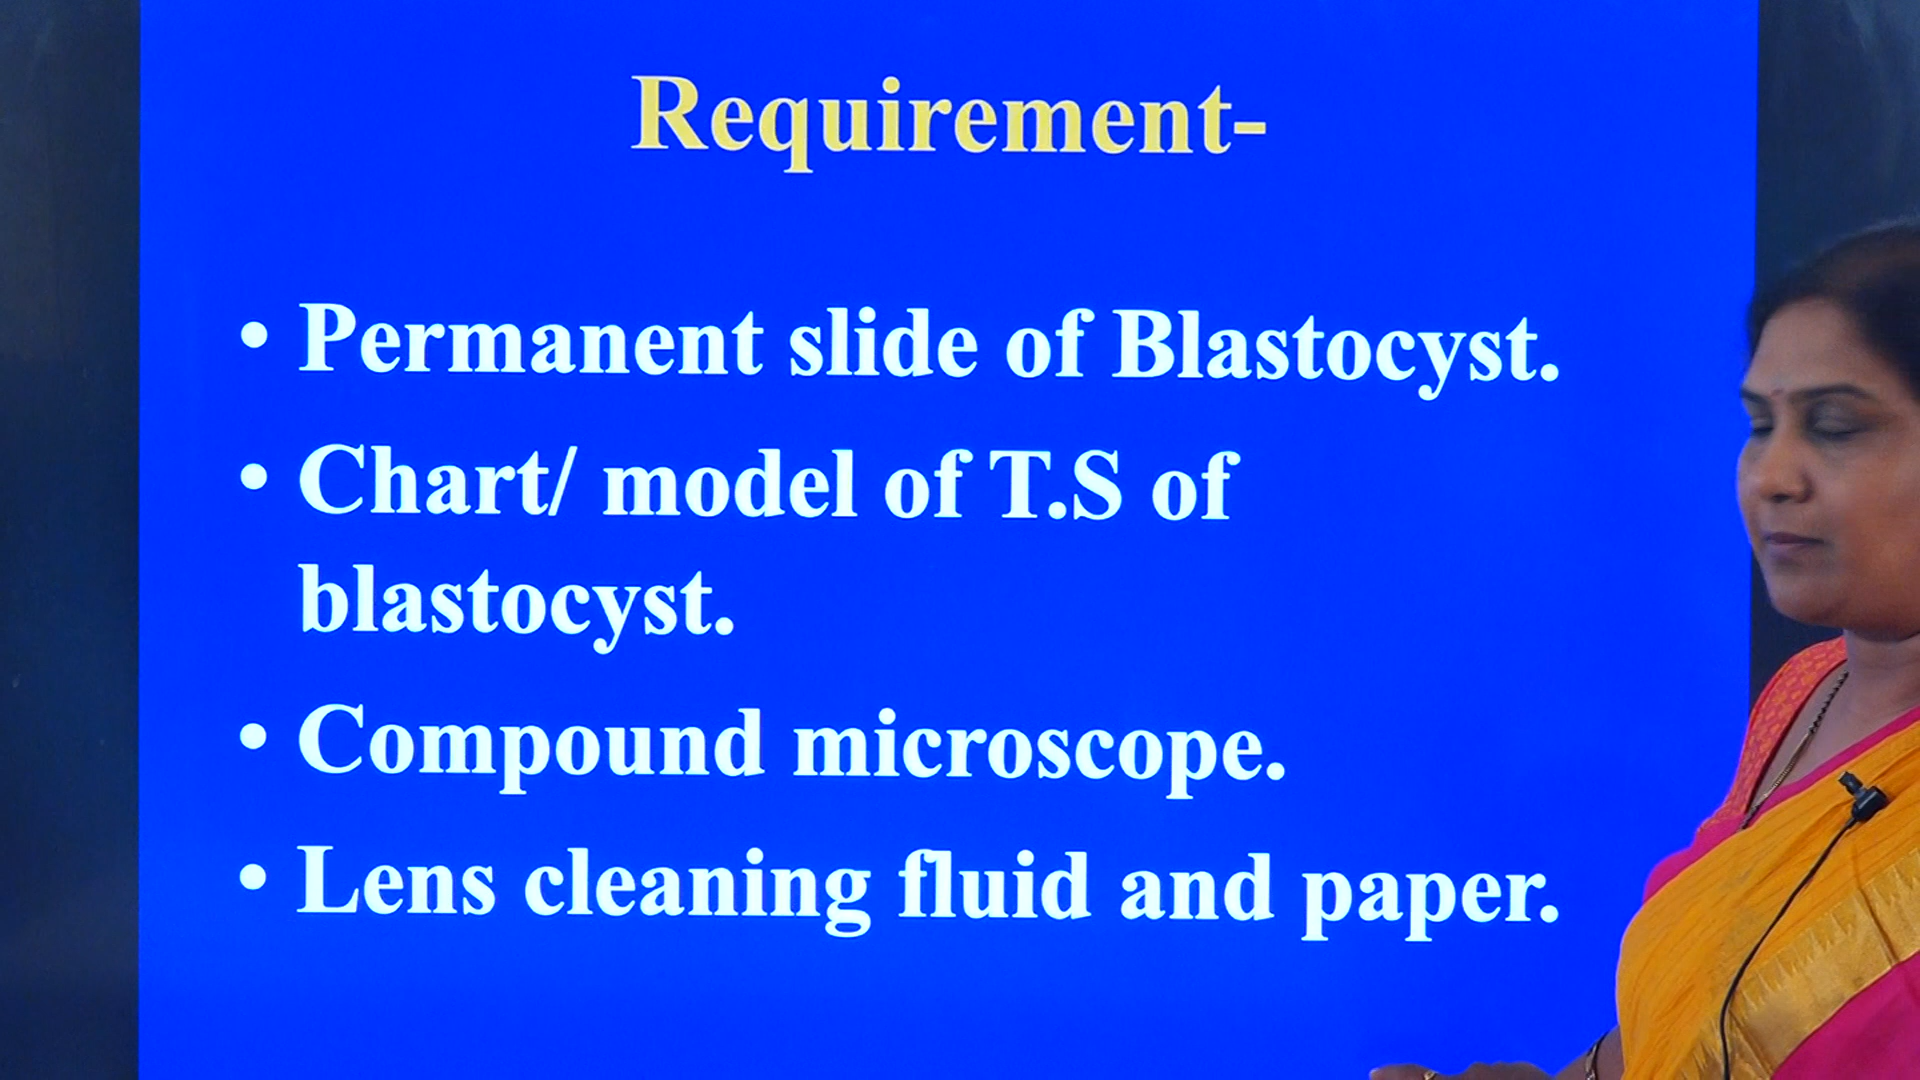 Requirement-
• Permanent slide of Blastocyst.
• Chart/ model of T.S of
blastocyst.
• Compound microscope.
• Lens cleaning fluid and paper.